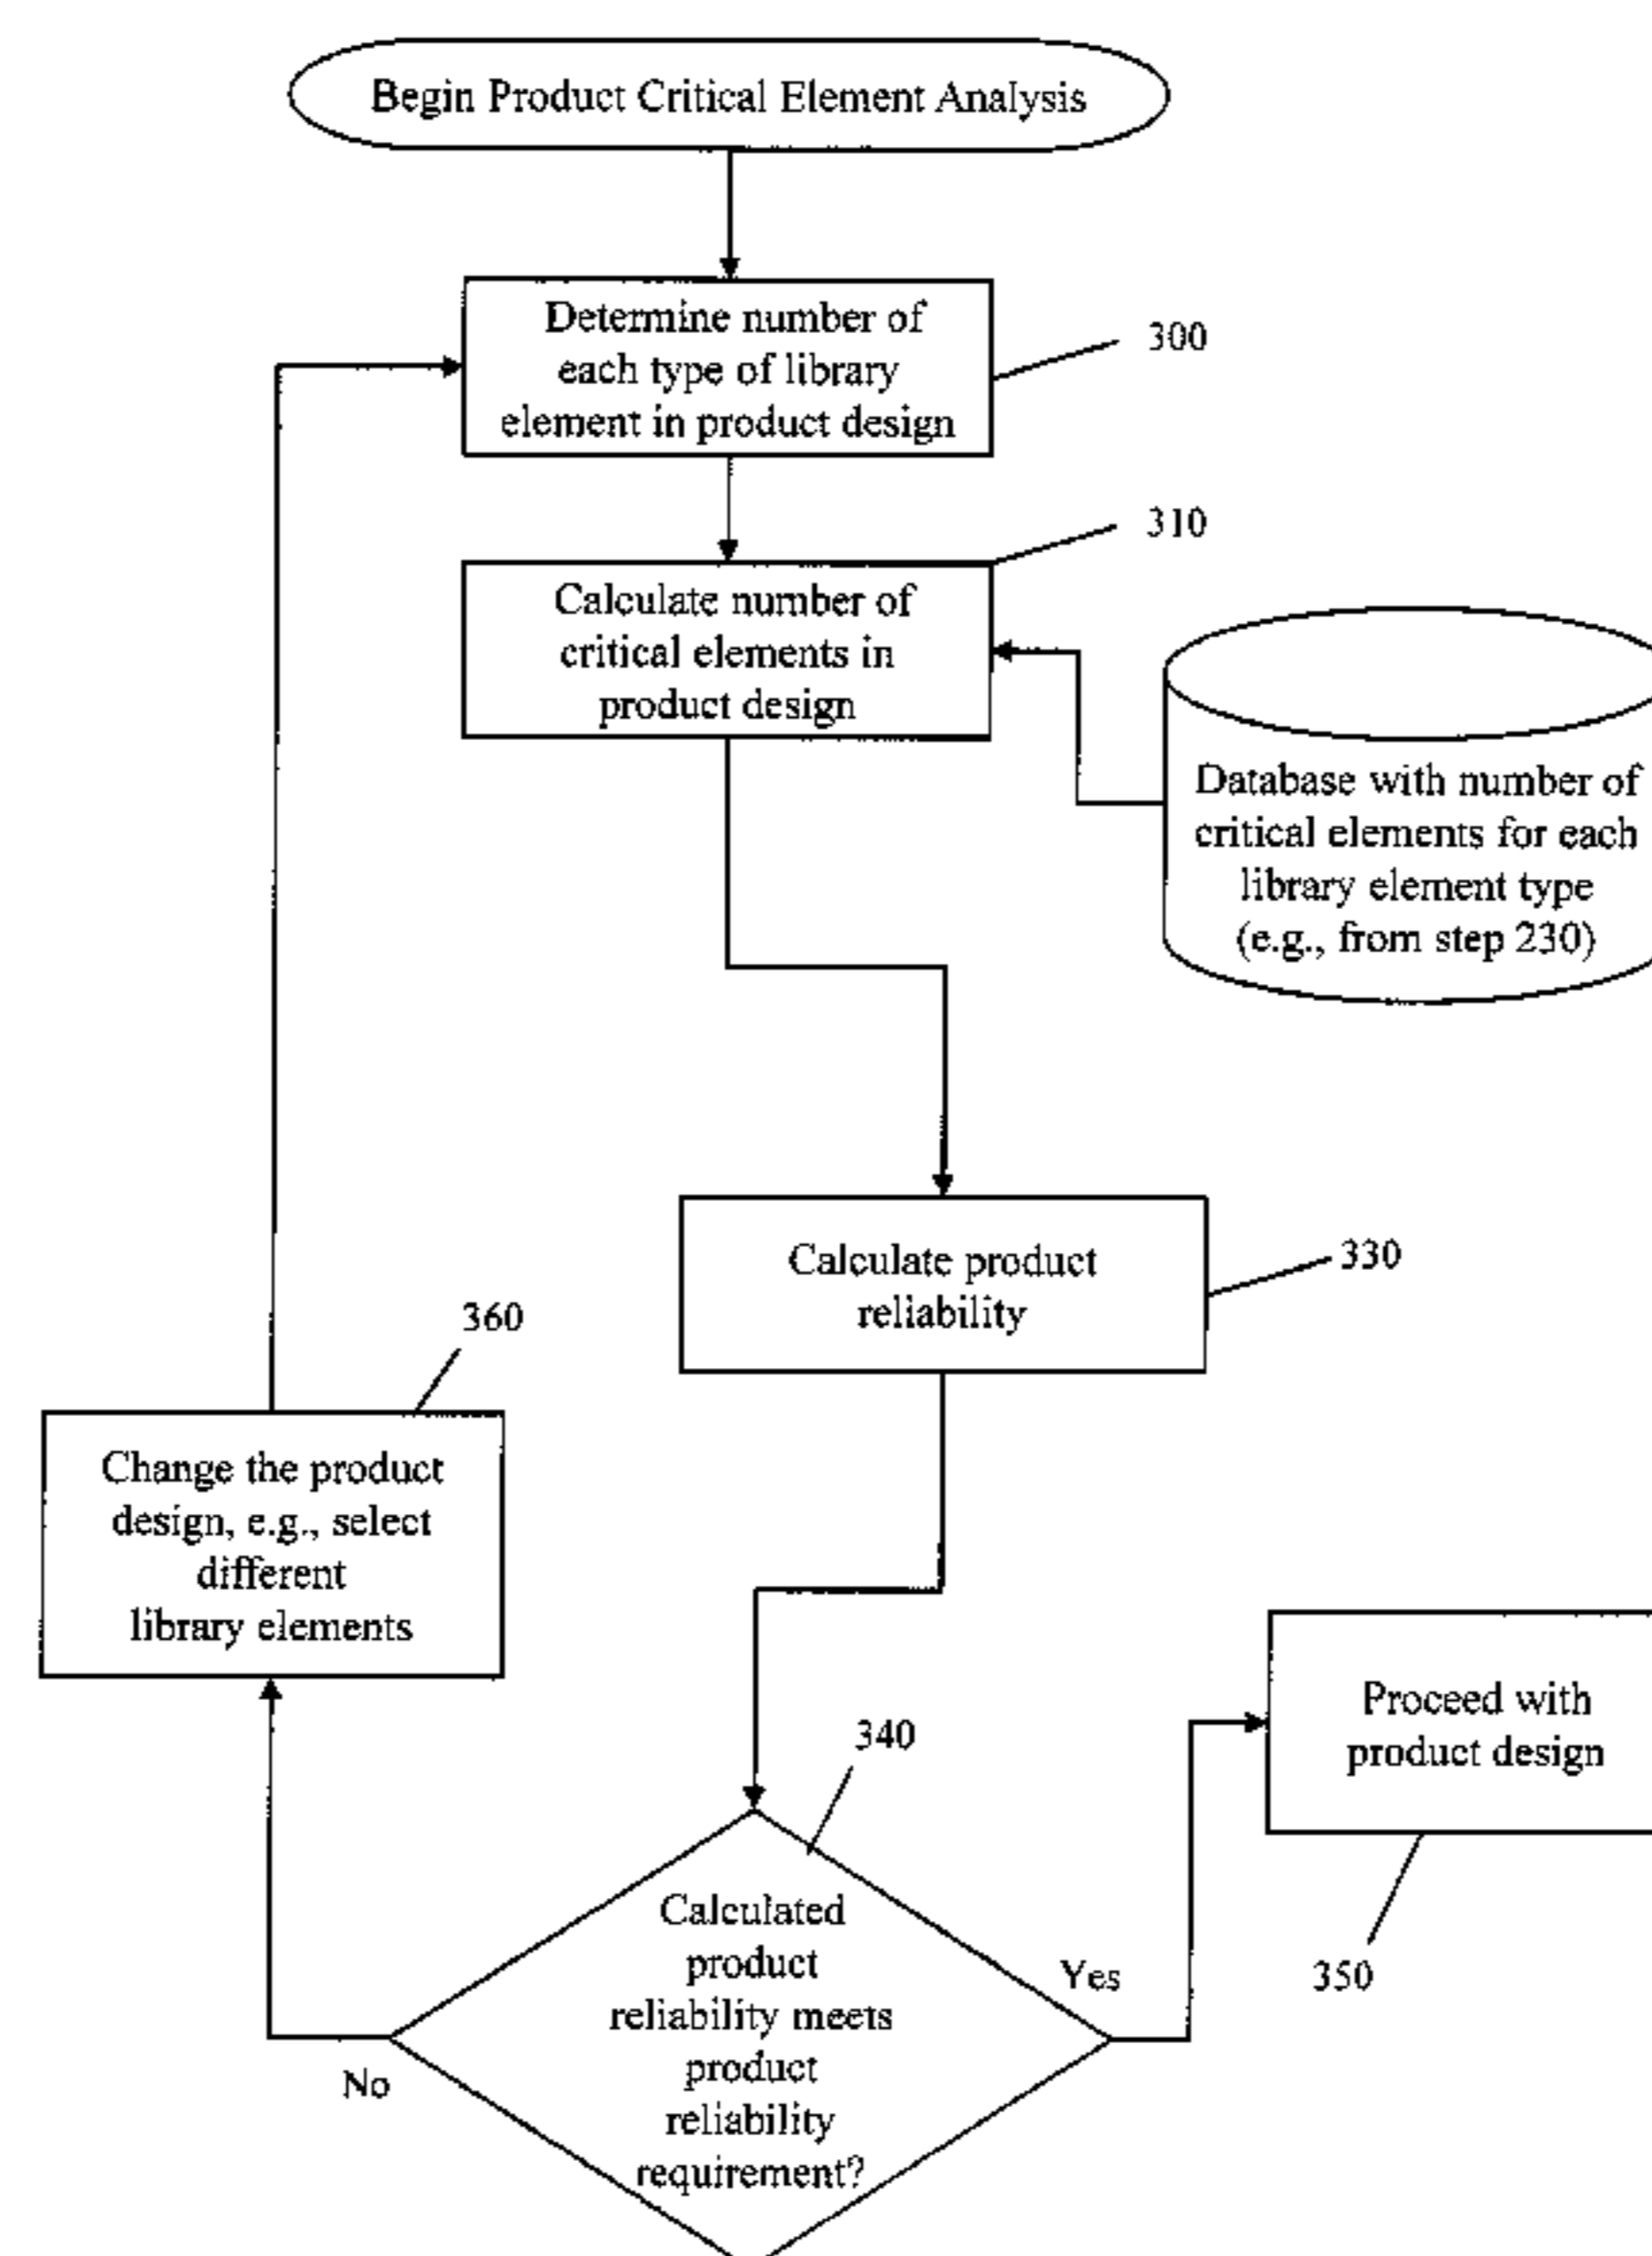 Begin Product Critical Element Analysis
Determine number of
each type of library
element in product design
300
310
Calculate number of
critical elements in
product design
Database with number of
critical elements for each
library element type
(e.g., from step 230)
Calculate product
reliability
330
360
Change the product
design, e.g., select
different
library elements
Proceed with
product design
340
350
Calculated
product
reliability meets
product
reliability
requirement?
Yes
No